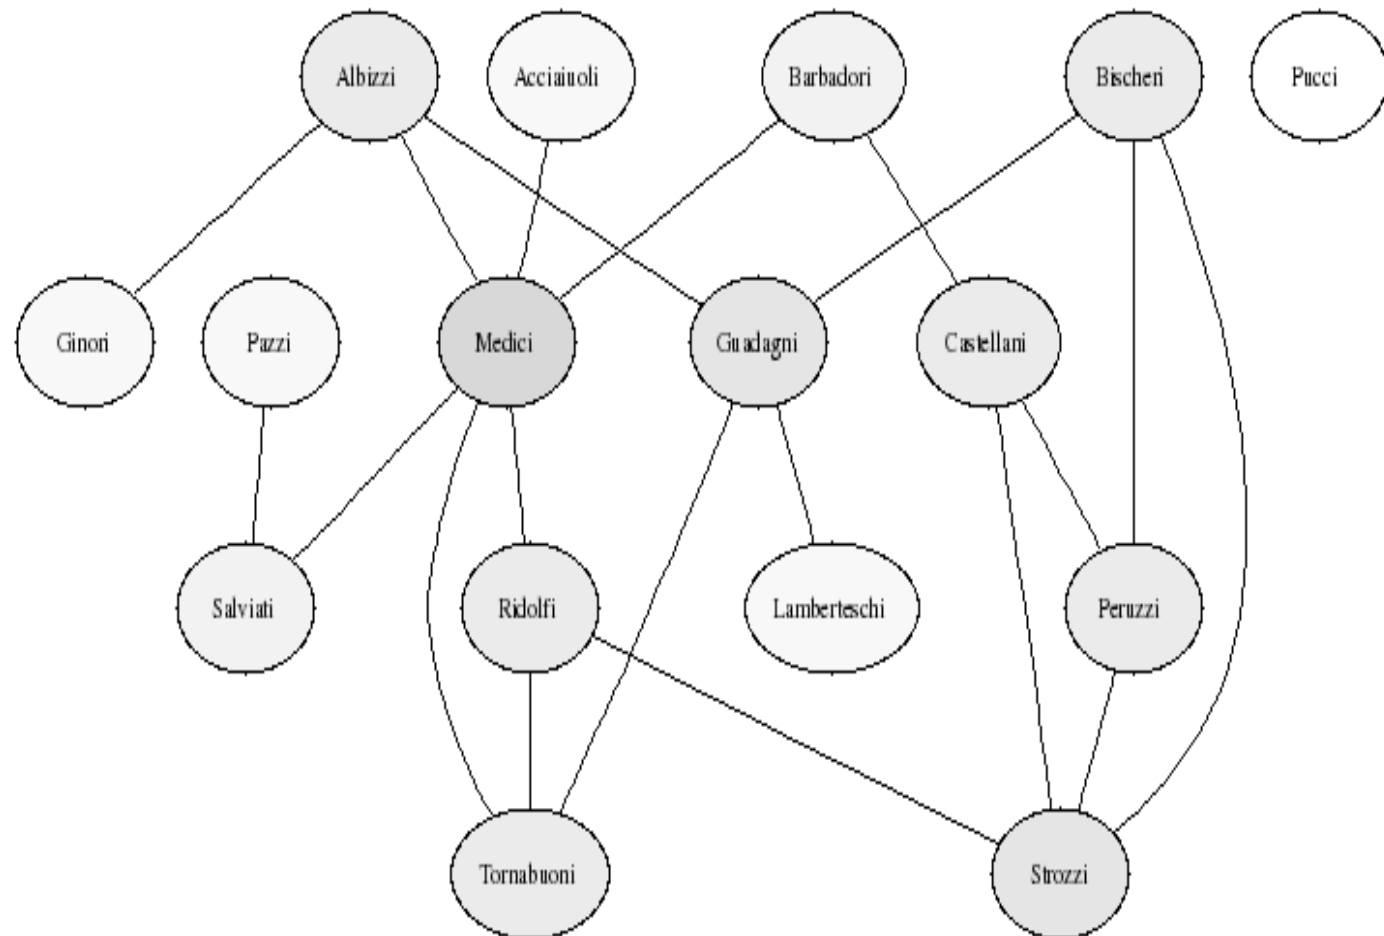 Albizzi
Acciaiuoli
Barbadori
Bischeri
Pucci
Ginori
Pazzi
Medici
Guadagni
Castellani
Salviati
Ridolfi
Lamberteschi
Peruzzi
Tornabuoni
Strozzi